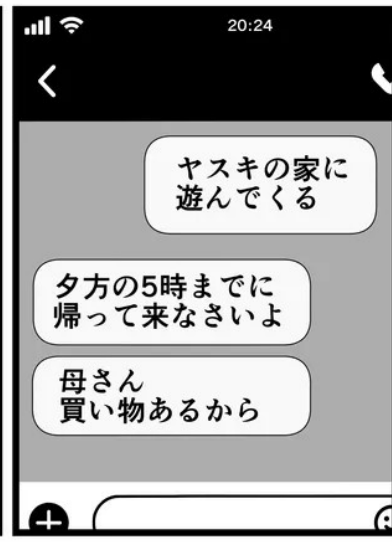 20:24
ヤスキの家に
遊んでくる
夕方の5時までに
帰って来なさいよ
母さん
買い物あるから